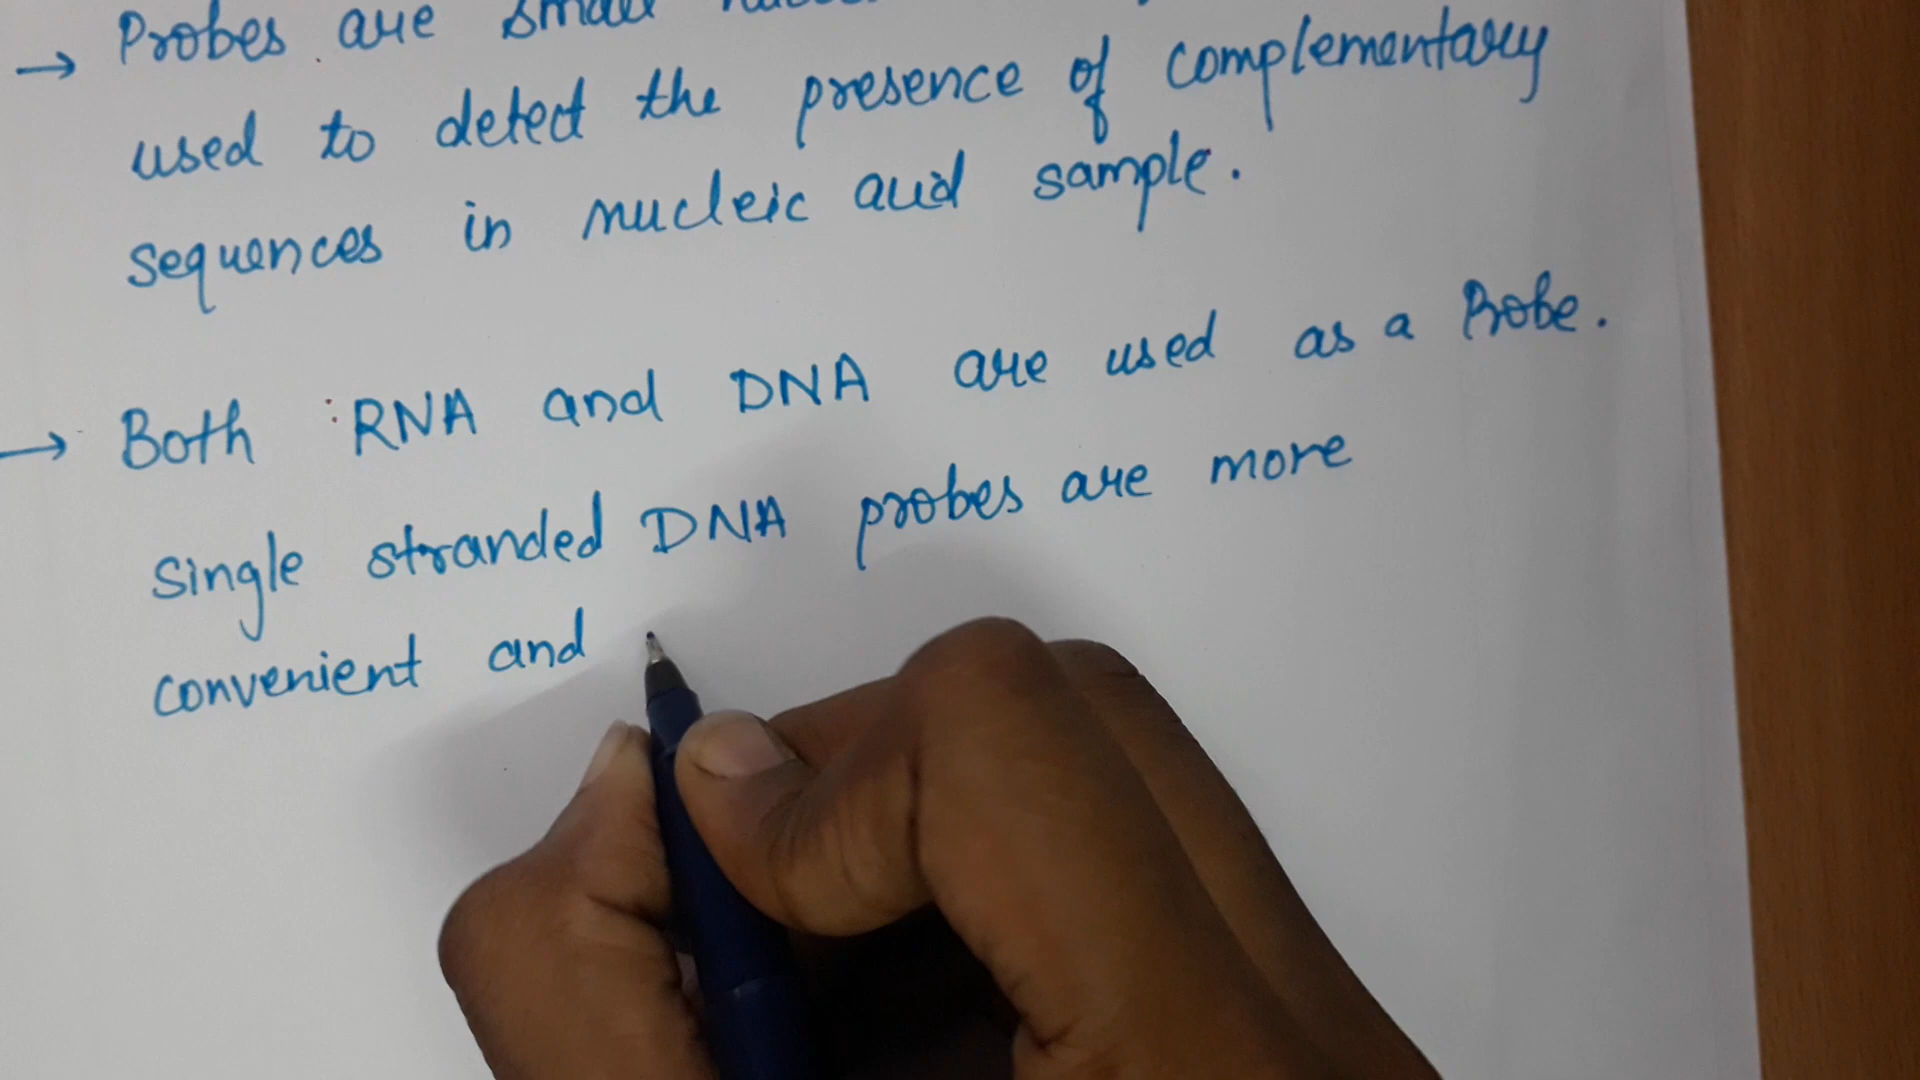 → Probes are small
used to detect the presence of complementary
sequences in nucleic acid sample.
→ Both RNA and DNA are used as a Probe.
Single stranded DNA probes are more
convenient and